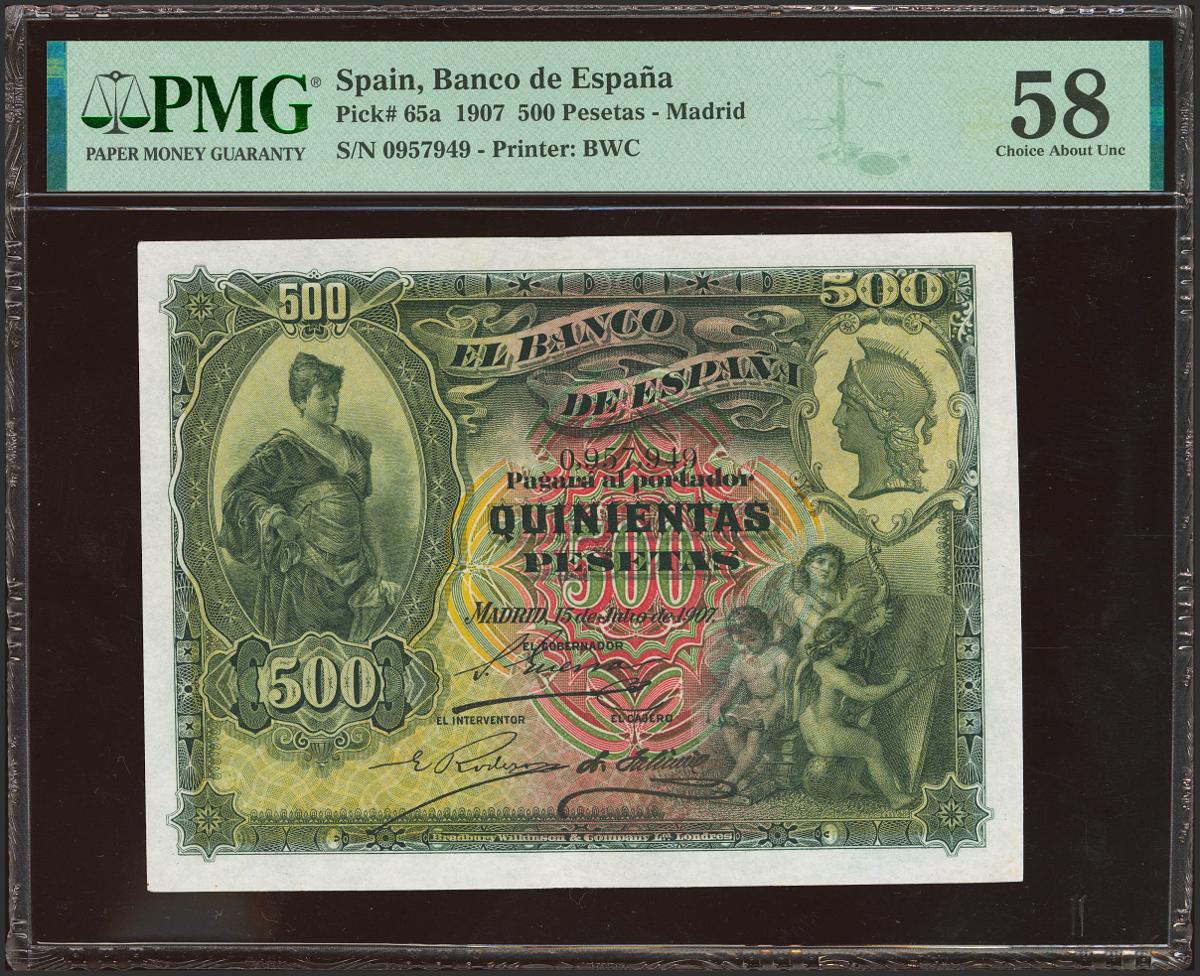 PMG®
PAPER MONEY GUARANTY
Spain, Banco de España
Pick# 65a 1907 500 Pesetas - Madrid
S/N 0957949 - Printer: BWC
58
Choice About Unc
500
500
EL BANCO
DE ESPAÑA
0,957,949
Pagará al portador
QUINIENTAS
PESETAS
500
MADRID, 15 de Julio de 1907.
EL GOBERNADOR
500
EL INTERVENTOR
EL CAJERO
Bradbury Wilkinson & Company Ltd. Londres